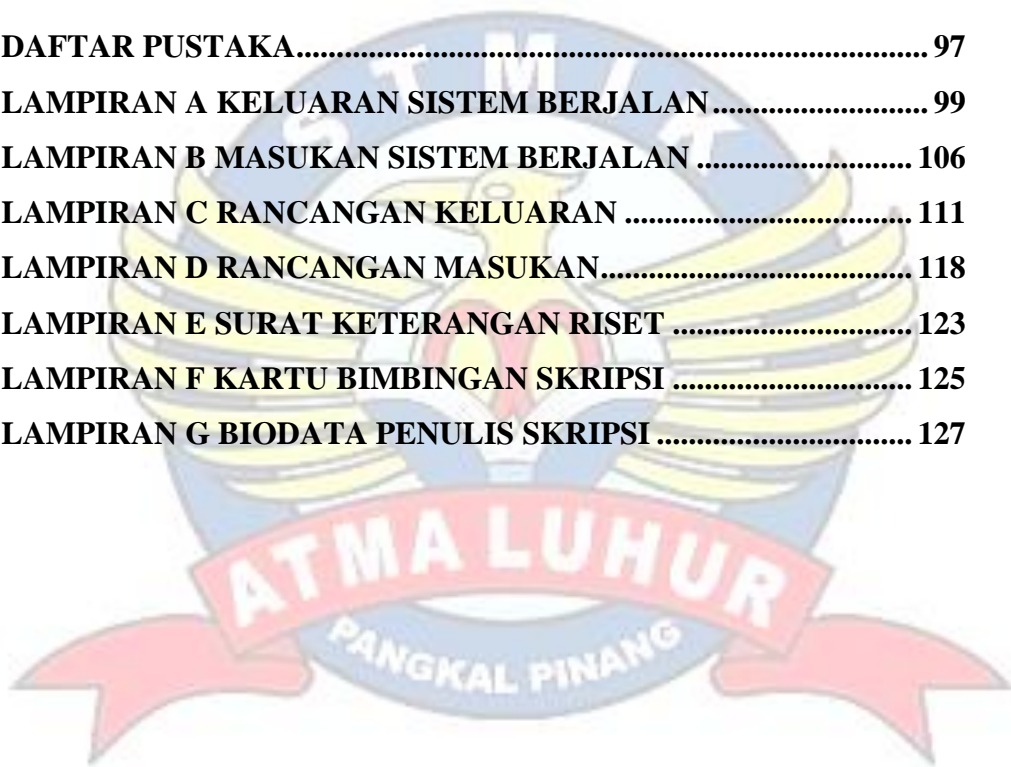 DAFTAR PUSTAKA....................................................................... 97
LAMPIRAN A KELUARAN SISTEM BERJALAN........................... 99
LAMPIRAN B MASUKAN SISTEM BERJALAN ........................... 106
LAMPIRAN C RANCANGAN KELUARAN .................................... 111
LAMPIRAN D RANCANGAN MASUKAN....................................... 118
LAMPIRAN E SURAT KETERANGAN RISET .............................. 123
LAMPIRAN F KARTU BIMBINGAN SKRIPSI .............................. 125
LAMPIRAN G BIODATA PENULIS SKRIPSI ................................ 127
STMIK
ATMA LUHUR
PANGKAL PINANG